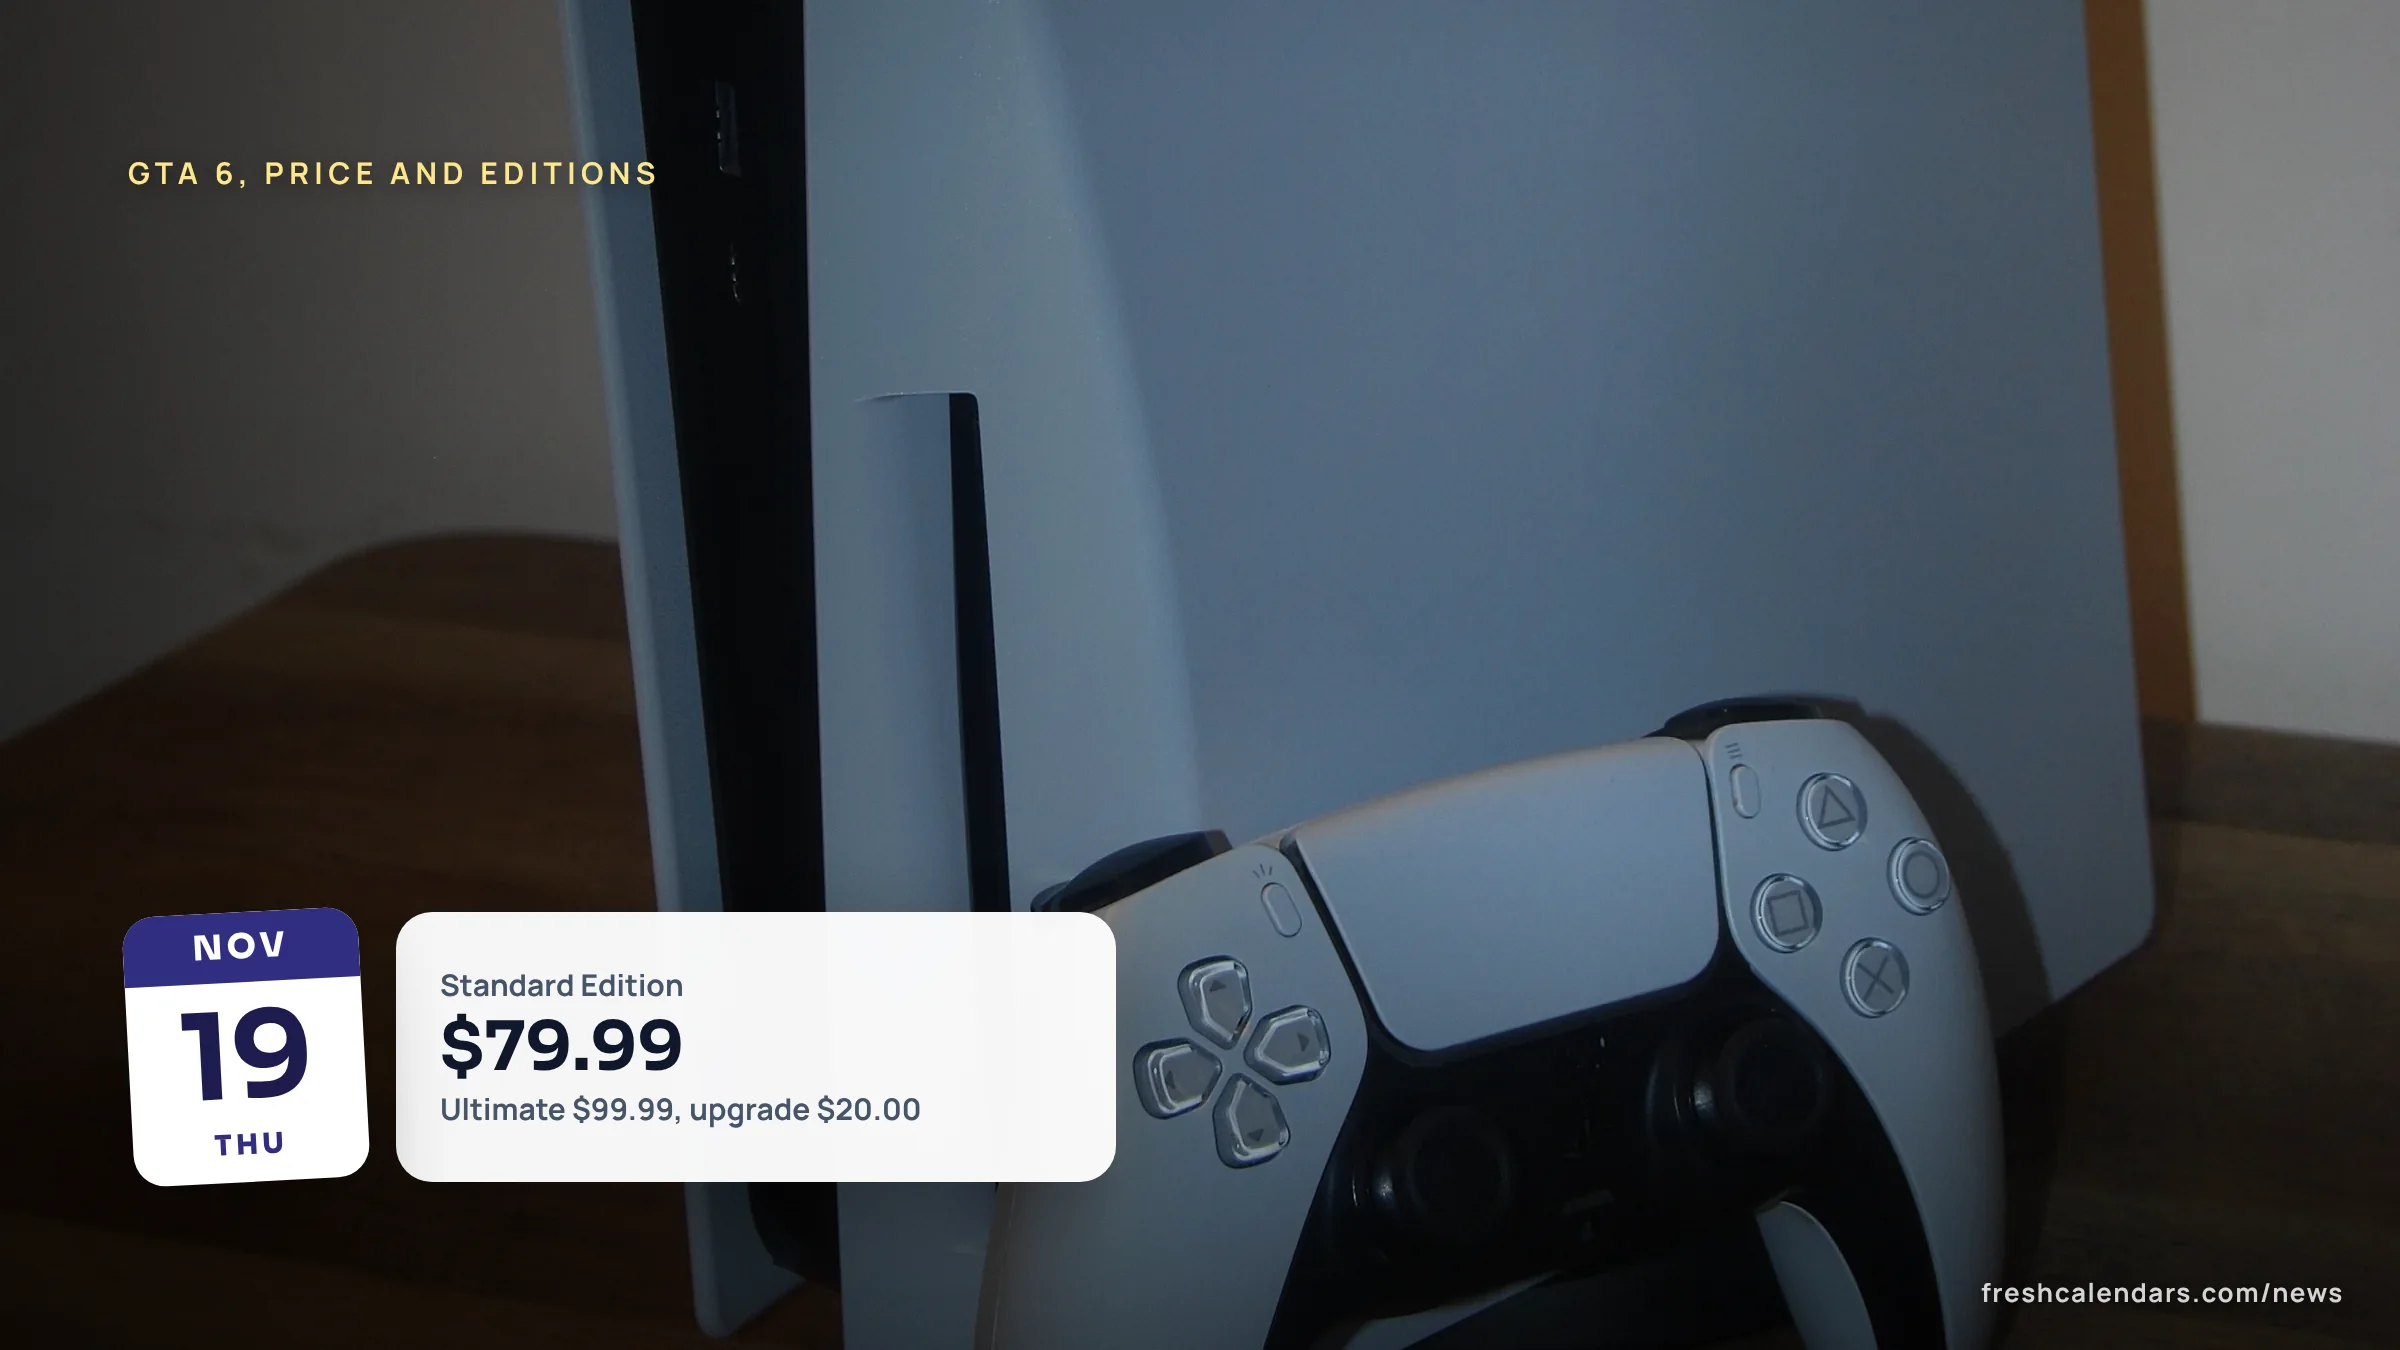 GTA 6, PRICE AND EDITIONS
NOV
19
THU
Standard Edition
$79.99
Ultimate $99.99, upgrade $20.00
freshcalendars.com/news